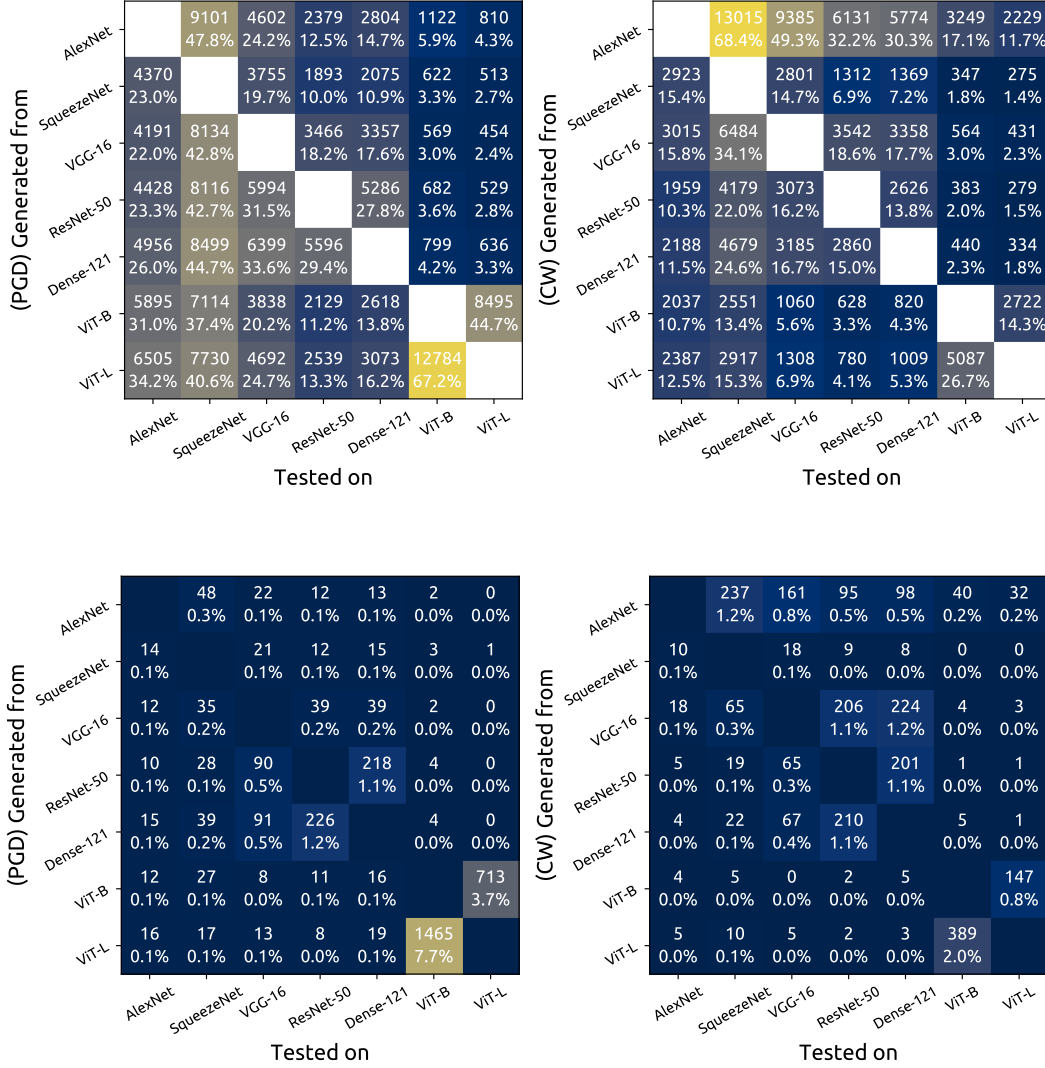 (PGD) Generated from
AlexNet
9101 4602 2379 2804 1122 810
47.8% 24.2% 12.5% 14.7% 5.9% 4.3%
SqueezeNet
4370 3755 1893 2075 622 513
23.0% 19.7% 10.0% 10.9% 3.3% 2.7%
VGG-16
4191 8134 3466 3357 569 454
22.0% 42.8% 18.2% 17.6% 3.0% 2.4%
ResNet-50
4428 8116 5994 5286 682 529
23.3% 42.7% 31.5% 27.8% 3.6% 2.8%
Dense-121
4956 8499 6399 5596 799 636
26.0% 44.7% 33.6% 29.4% 4.2% 3.3%
ViT-B
5895 7114 3838 2129 2618 8495
31.0% 37.4% 20.2% 11.2% 13.8% 44.7%
ViT-L
6505 7730 4692 2539 3073 12784
34.2% 40.6% 24.7% 13.3% 16.2% 67.2%
AlexNet SqueezeNet VGG-16 ResNet-50 Dense-121 ViT-B ViT-L
Tested on
(CW) Generated from
AlexNet
13015 9385 6131 5774 3249 2229
68.4% 49.3% 32.2% 30.3% 17.1% 11.7%
SqueezeNet
2923 2801 1312 1369 347 275
15.4% 14.7% 6.9% 7.2% 1.8% 1.4%
VGG-16
3015 6484 3542 3358 564 431
15.8% 34.1% 18.6% 17.7% 3.0% 2.3%
ResNet-50
1959 4179 3073 2626 383 279
10.3% 22.0% 16.2% 13.8% 2.0% 1.5%
Dense-121
2188 4679 3185 2860 440 334
11.5% 24.6% 16.7% 15.0% 2.3% 1.8%
ViT-B
2037 2551 1060 628 820 2722
10.7% 13.4% 5.6% 3.3% 4.3% 14.3%
ViT-L
2387 2917 1308 780 1009 5087
12.5% 15.3% 6.9% 4.1% 5.3% 26.7%
AlexNet SqueezeNet VGG-16 ResNet-50 Dense-121 ViT-B ViT-L
Tested on
(PGD) Generated from
AlexNet
48 22 12 13 2 0
0.3% 0.1% 0.1% 0.1% 0.0% 0.0%
SqueezeNet
14 21 12 15 3 1
0.1% 0.1% 0.1% 0.1% 0.0% 0.0%
VGG-16
12 35 39 39 2 0
0.1% 0.2% 0.2% 0.2% 0.0% 0.0%
ResNet-50
10 28 90 218 4 0
0.1% 0.1% 0.5% 1.1% 0.0% 0.0%
Dense-121
15 39 91 226 4 0
0.1% 0.2% 0.5% 1.2% 0.0% 0.0%
ViT-B
12 27 8 11 16 713
0.1% 0.1% 0.0% 0.1% 0.1% 3.7%
ViT-L
16 17 13 8 19 1465
0.1% 0.1% 0.1% 0.0% 0.1% 7.7%
AlexNet SqueezeNet VGG-16 ResNet-50 Dense-121 ViT-B ViT-L
Tested on
(CW) Generated from
AlexNet
237 161 95 98 40 32
1.2% 0.8% 0.5% 0.5% 0.2% 0.2%
SqueezeNet
10 18 9 8 0 0
0.1% 0.1% 0.0% 0.0% 0.0% 0.0%
VGG-16
18 65 206 224 4 3
0.1% 0.3% 1.1% 1.2% 0.0% 0.0%
ResNet-50
5 19 65 201 1 1
0.0% 0.1% 0.3% 1.1% 0.0% 0.0%
Dense-121
4 22 67 210 5 1
0.0% 0.1% 0.4% 1.1% 0.0% 0.0%
ViT-B
4 5 0 2 5 147
0.0% 0.0% 0.0% 0.0% 0.0% 0.8%
ViT-L
5 10 5 2 3 389
0.0% 0.1% 0.0% 0.0% 0.0% 2.0%
AlexNet SqueezeNet VGG-16 ResNet-50 Dense-121 ViT-B ViT-L
Tested on